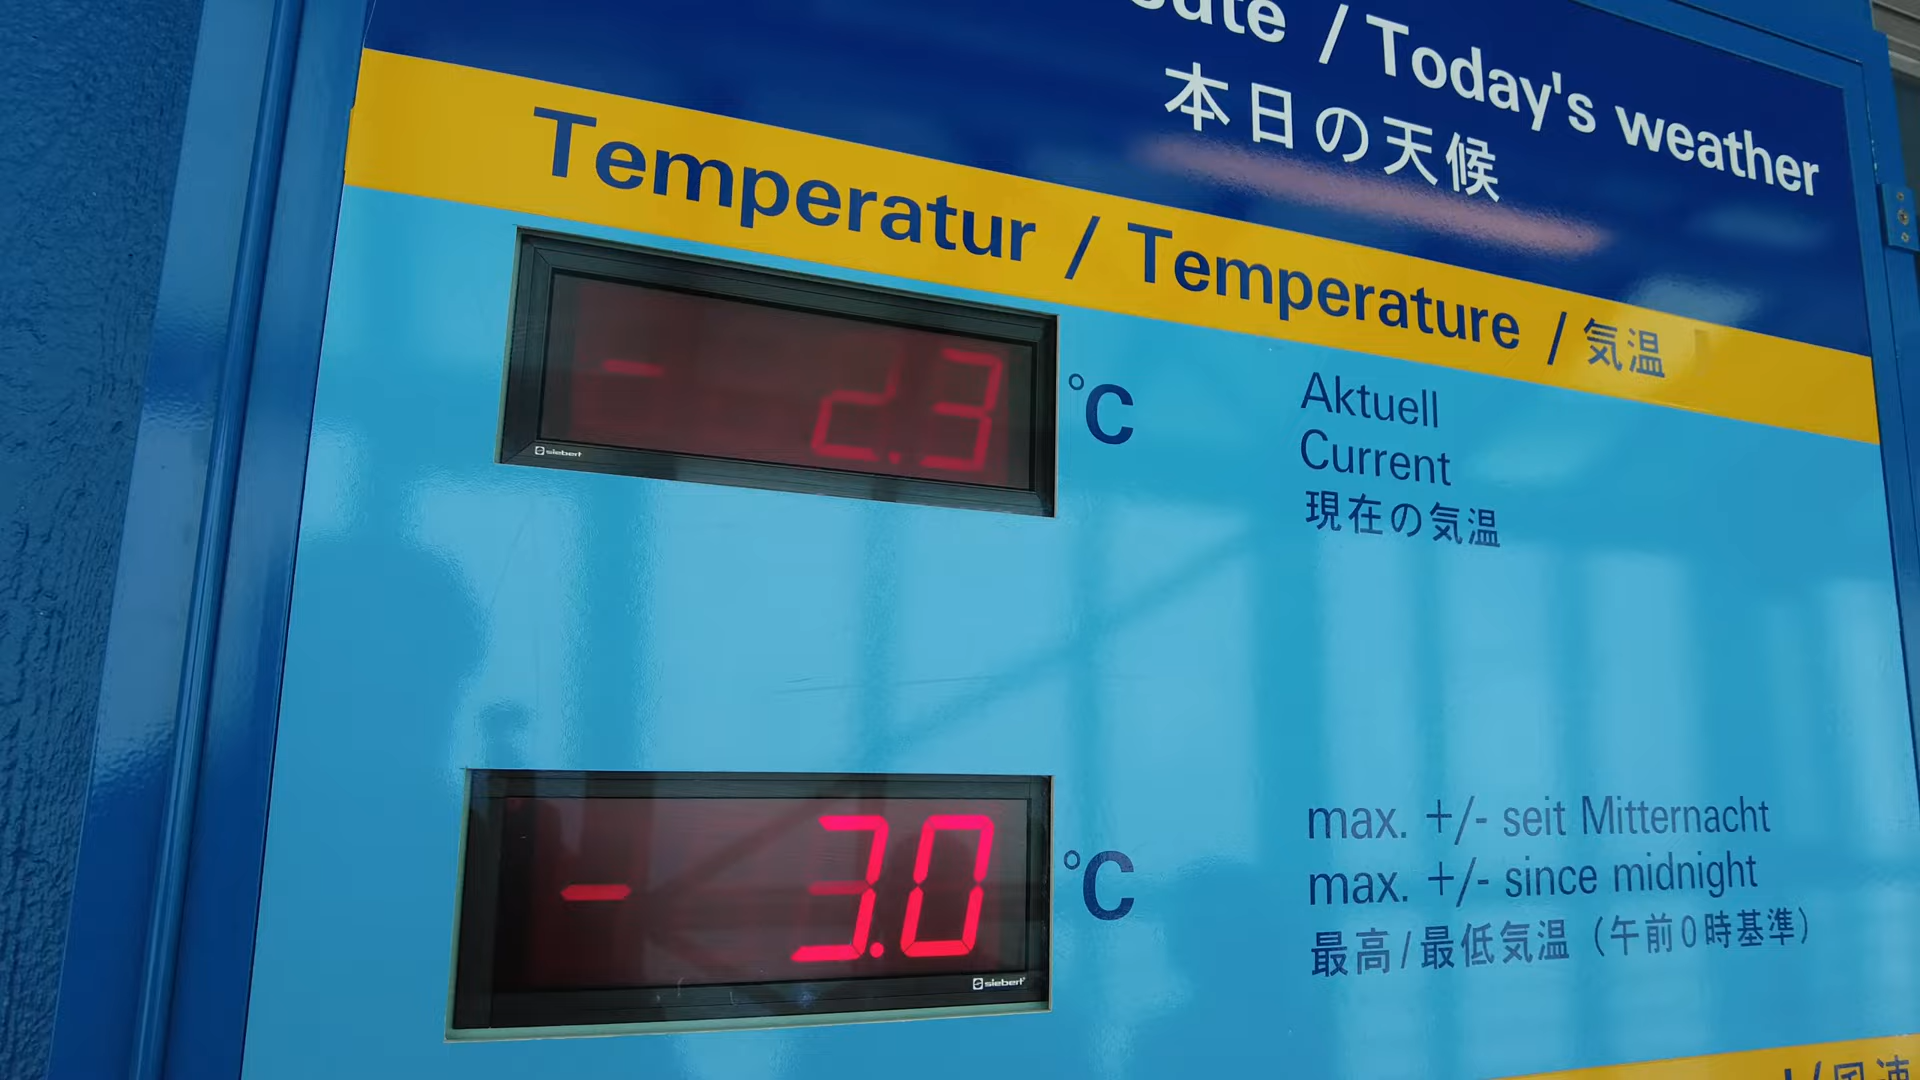 / Today's weather
本日の天候
Temperatur / Temperature / 気温
- 2.3 °C
siebert
Aktuell
Current
現在の気温
- 3.0 °C
siebert
max. +/- seit Mitternacht
max. +/- since midnight
最高/最低気温（午前0時基準）
/風速